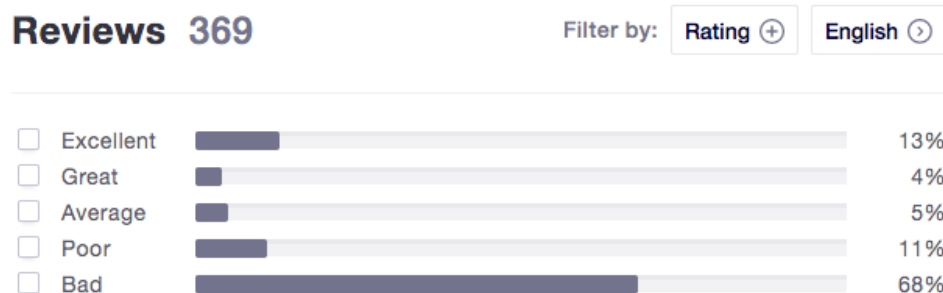 Reviews 369 Filter by: Rating English
Excellent 13%
Great 4%
Average 5%
Poor 11%
Bad 68%